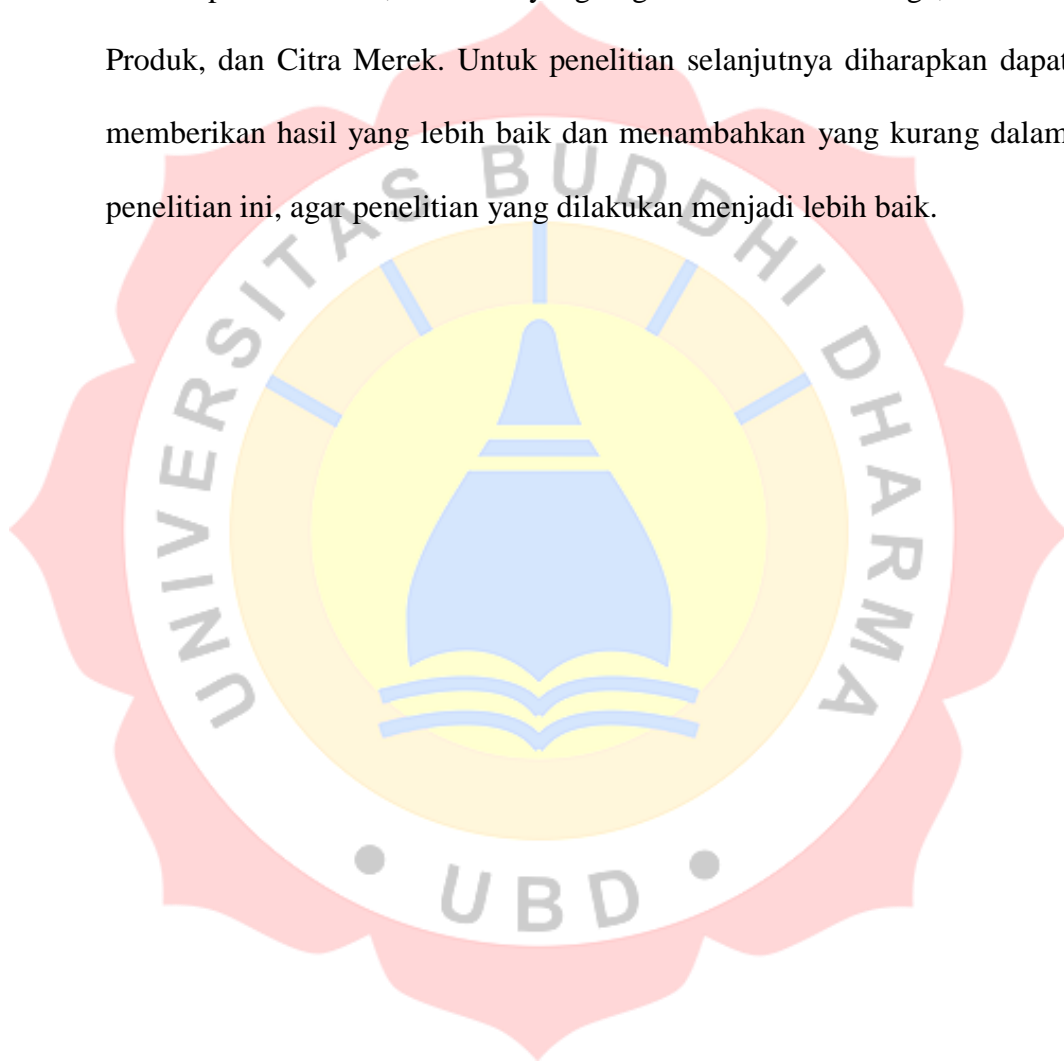 Produk, dan Citra Merek. Untuk penelitian selanjutnya diharapkan dapat
memberikan hasil yang lebih baik dan menambahkan yang kurang dalam
penelitian ini, agar penelitian yang dilakukan menjadi lebih baik.
UNIVERSITAS BUDDHI DHARMA
• UBD •